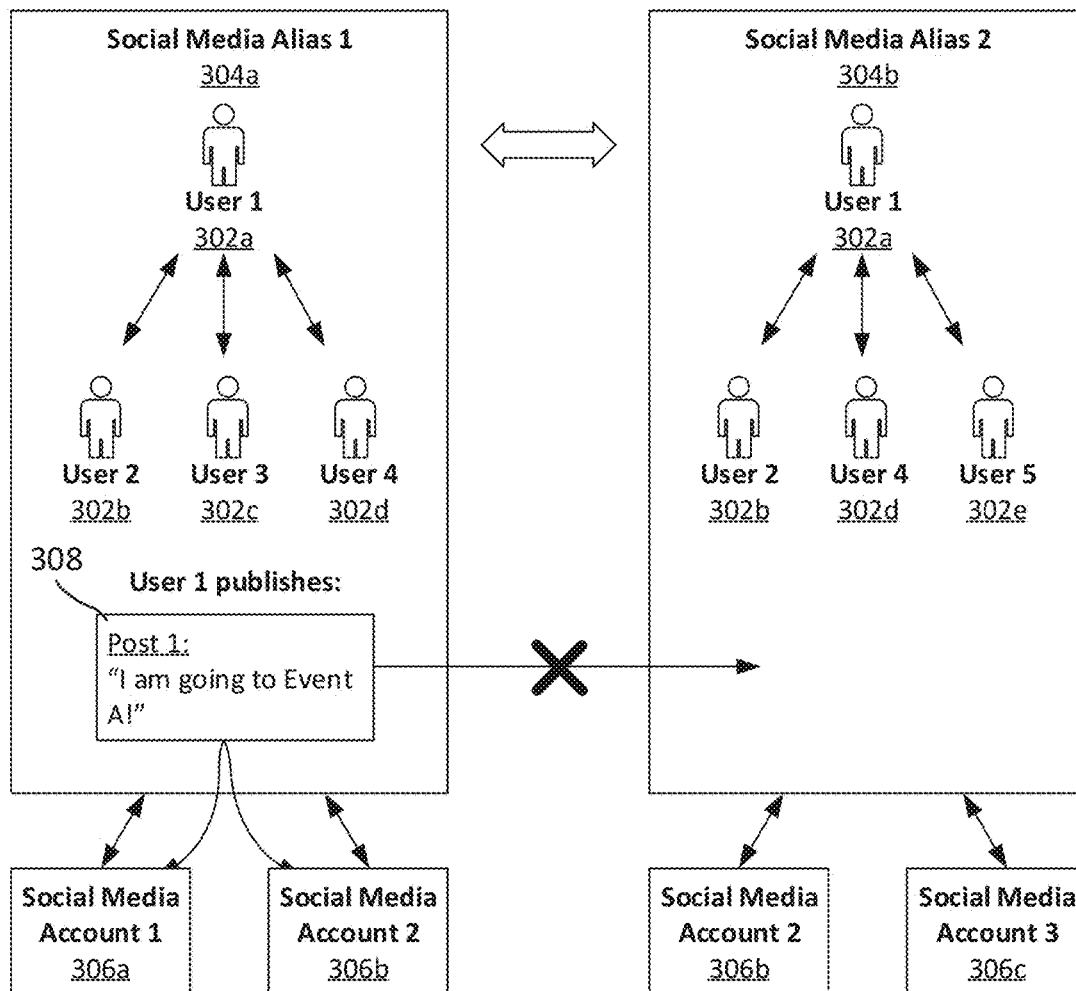 Social Media Alias 1
304a
User 1
302a
User 2
302b
User 3
302c
User 4
302d
308
User 1 publishes:
Post 1:
“I am going to Event
A!”
Social Media
Account 1
306a
Social Media
Account 2
306b
Social Media Alias 2
304b
User 1
302a
User 2
302b
User 4
302d
User 5
302e
Social Media
Account 2
306b
Social Media
Account 3
306c